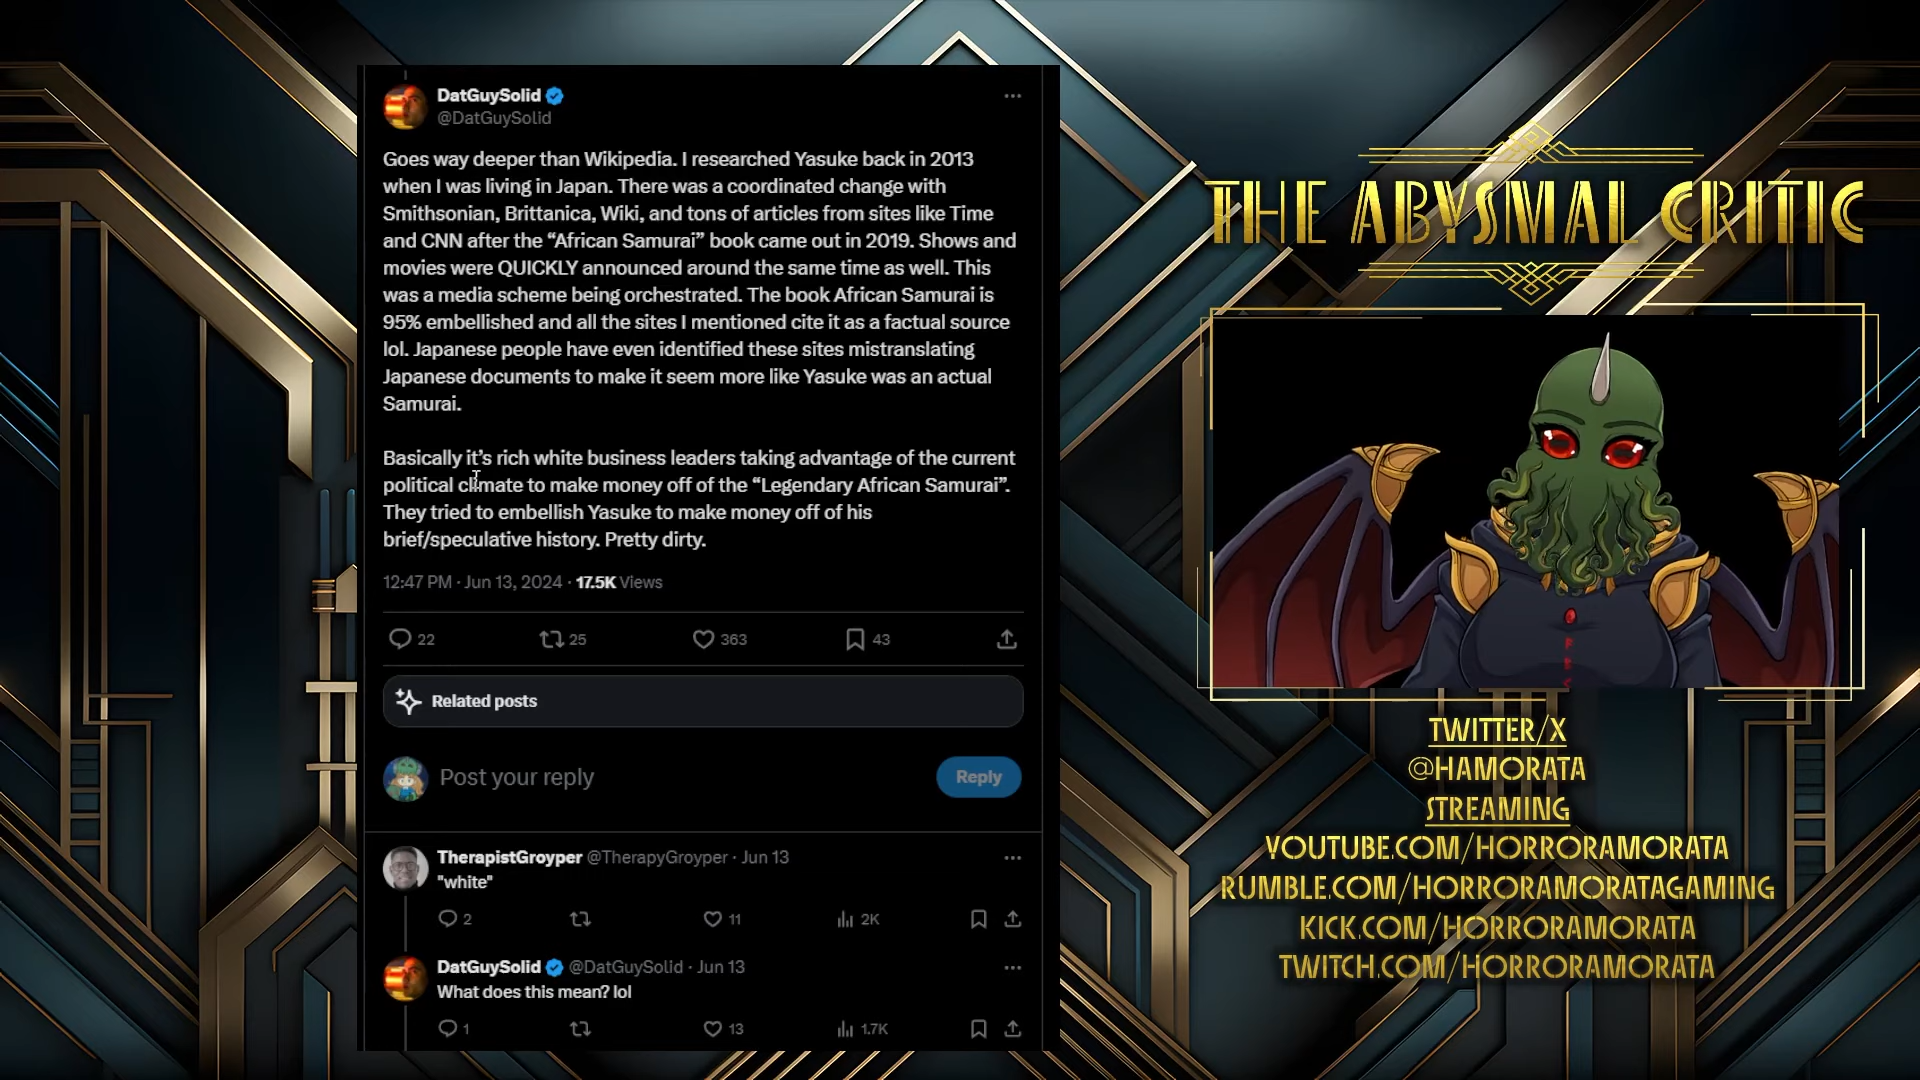 DatGuySolid
@DatGuySolid
Goes way deeper than Wikipedia. I researched Yasuke back in 2013
when I was living in Japan. There was a coordinated change with
Smithsonian, Brittanica, Wiki, and tons of articles from sites like Time
and CNN after the “African Samurai” book came out in 2019. Shows and
movies were QUICKLY announced around the same time as well. This
was a media scheme being orchestrated. The book African Samurai is
95% embellished and all the sites I mentioned cite it as a factual source
lol. Japanese people have even identified these sites mistranslating
Japanese documents to make it seem more like Yasuke was an actual
Samurai.
Basically it’s rich white business leaders taking advantage of the current
political climate to make money off of the “Legendary African Samurai”.
They tried to embellish Yasuke to make money off of his
brief/speculative history. Pretty dirty.
12:47 PM · Jun 13, 2024 · 17.5K Views
22 25 363 43
Related posts
Post your reply
Reply
TherapistGroyper @TherapyGroyper · Jun 13
"white"
2 11 2K
DatGuySolid @DatGuySolid · Jun 13
What does this mean? lol
1 13 1.7K
THE ABYSMAL CRITIC
TWITTER/X
@HAMORATA
STREAMING
YOUTUBE.COM/HORRORAMORATA
RUMBLE.COM/HORRORAMORATAGAMING
KICK.COM/HORRORAMORATA
TWITCH.COM/HORRORAMORATA